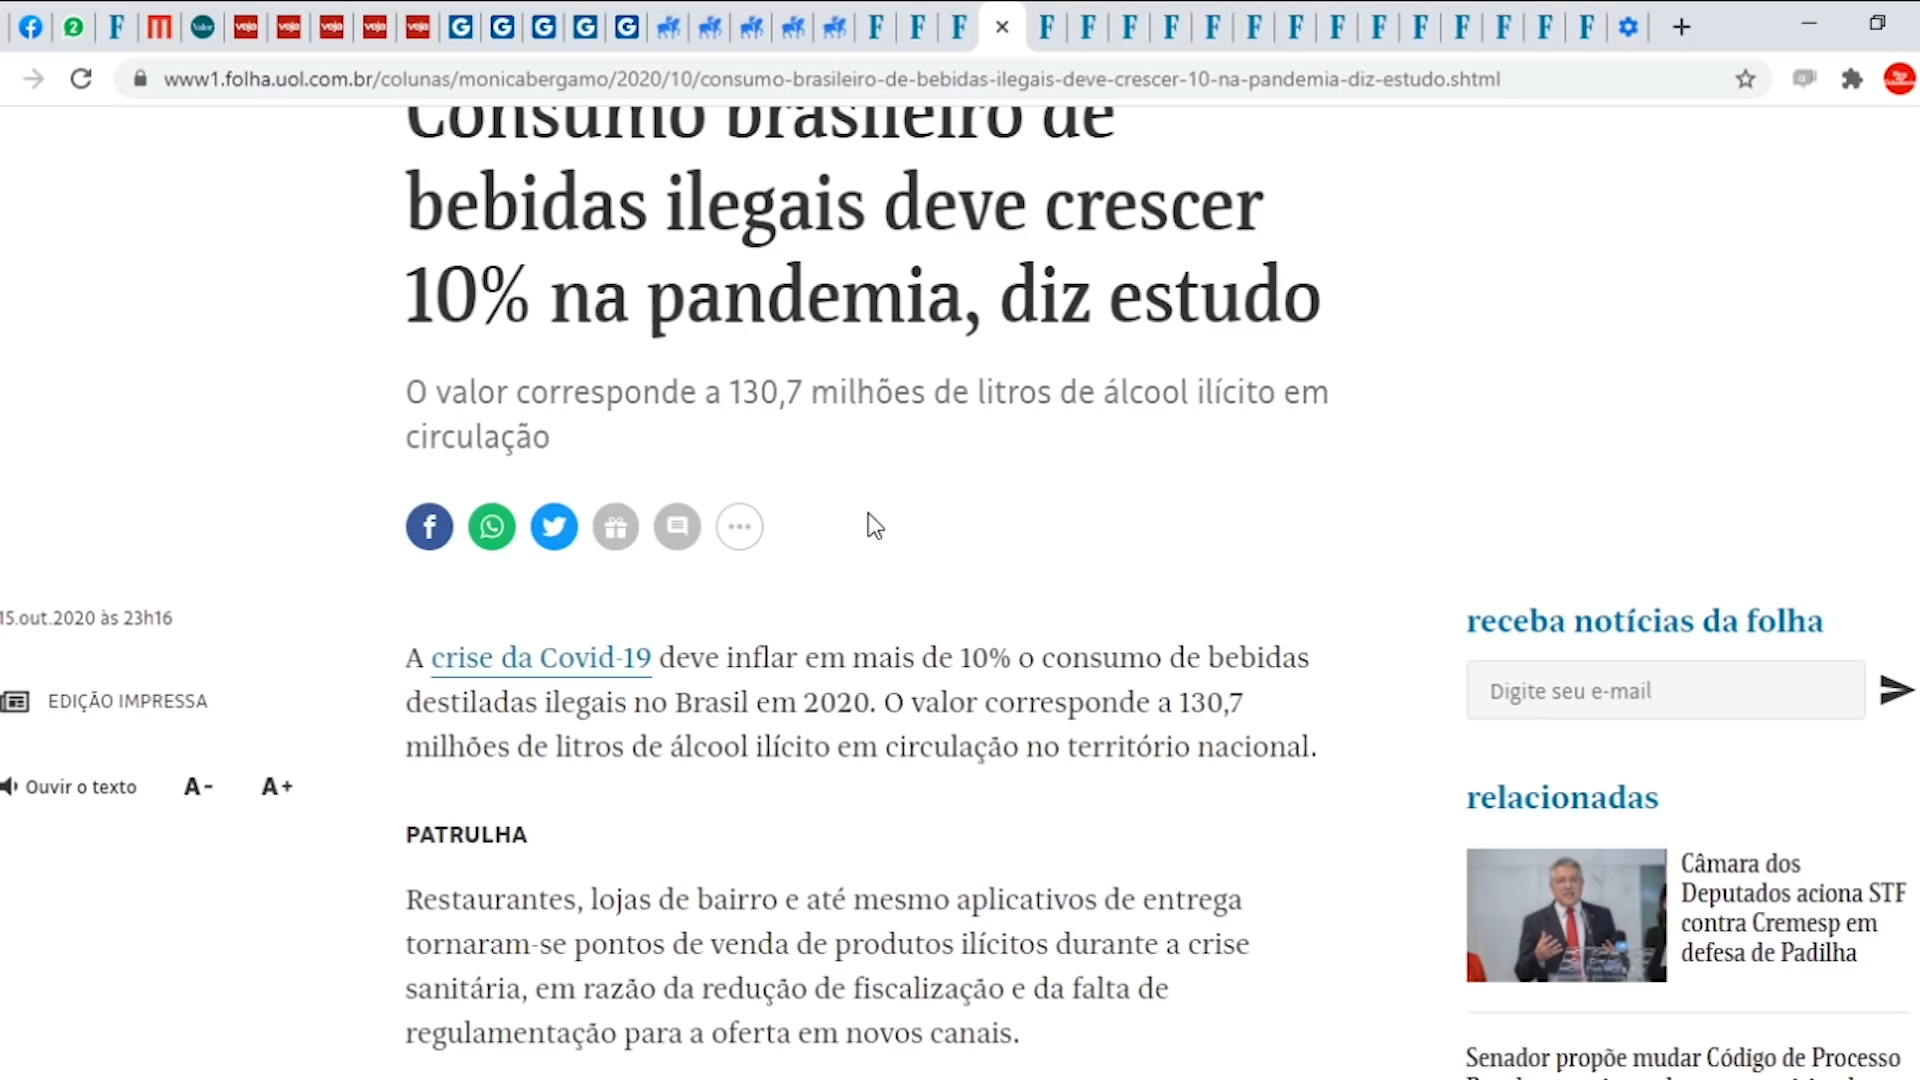 www1.folha.uol.com.br/colunas/monicabergamo/2020/10/consumo-brasileiro-de-bebidas-ilegais-deve-crescer-10-na-pandemia-diz-estudo.shtml
Consumo brasileiro de
bebidas ilegais deve crescer
10% na pandemia, diz estudo
O valor corresponde a 130,7 milhões de litros de álcool ilícito em
circulação
15.out.2020 às 23h16
EDIÇÃO IMPRESSA
Ouvir o texto A- A+
A crise da Covid-19 deve inflar em mais de 10% o consumo de bebidas
destiladas ilegais no Brasil em 2020. O valor corresponde a 130,7
milhões de litros de álcool ilícito em circulação no território nacional.
PATRULHA
Restaurantes, lojas de bairro e até mesmo aplicativos de entrega
tornaram-se pontos de venda de produtos ilícitos durante a crise
sanitária, em razão da redução de fiscalização e da falta de
regulamentação para a oferta em novos canais.
receba notícias da folha
Digite seu e-mail
relacionadas
Câmara dos
Deputados aciona STF
contra Cremesp em
defesa de Padilha
Senador propõe mudar Código de Processo